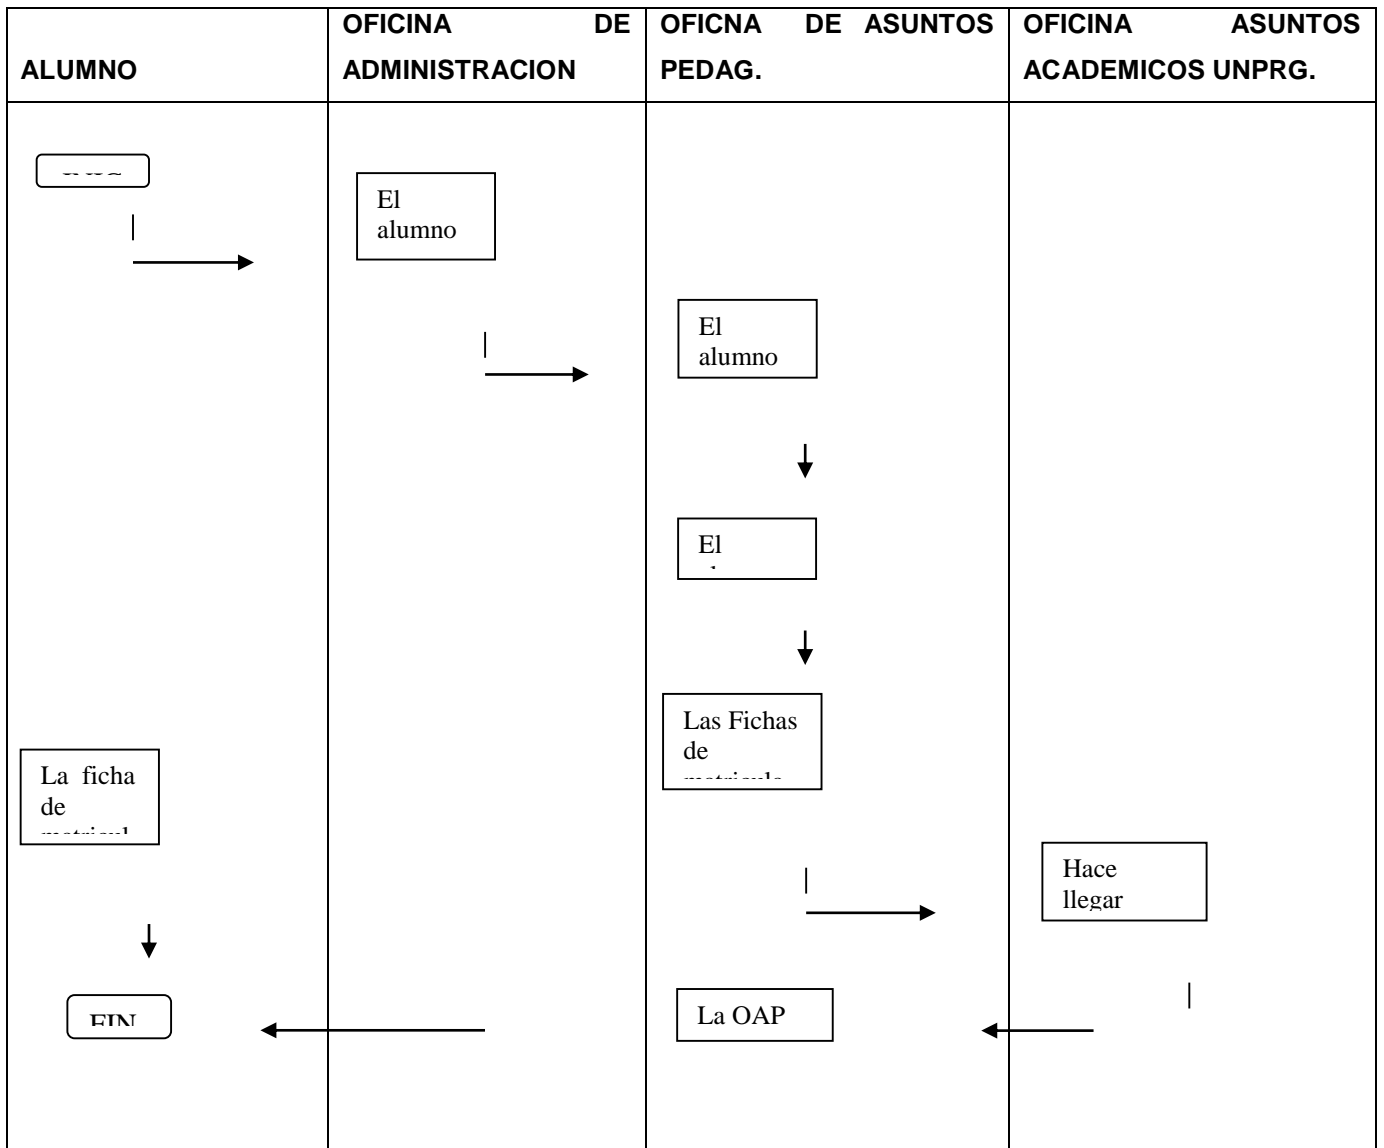 ALUMNO
OFICINA DE
ADMINISTRACION
OFICNA DE ASUNTOS
PEDAG.
OFICINA ASUNTOS
ACADEMICOS UNPRG.
El
alumno
El
alumno
El
Las Fichas
de
La ficha
de
Hace
llegar
La OAP
FIN